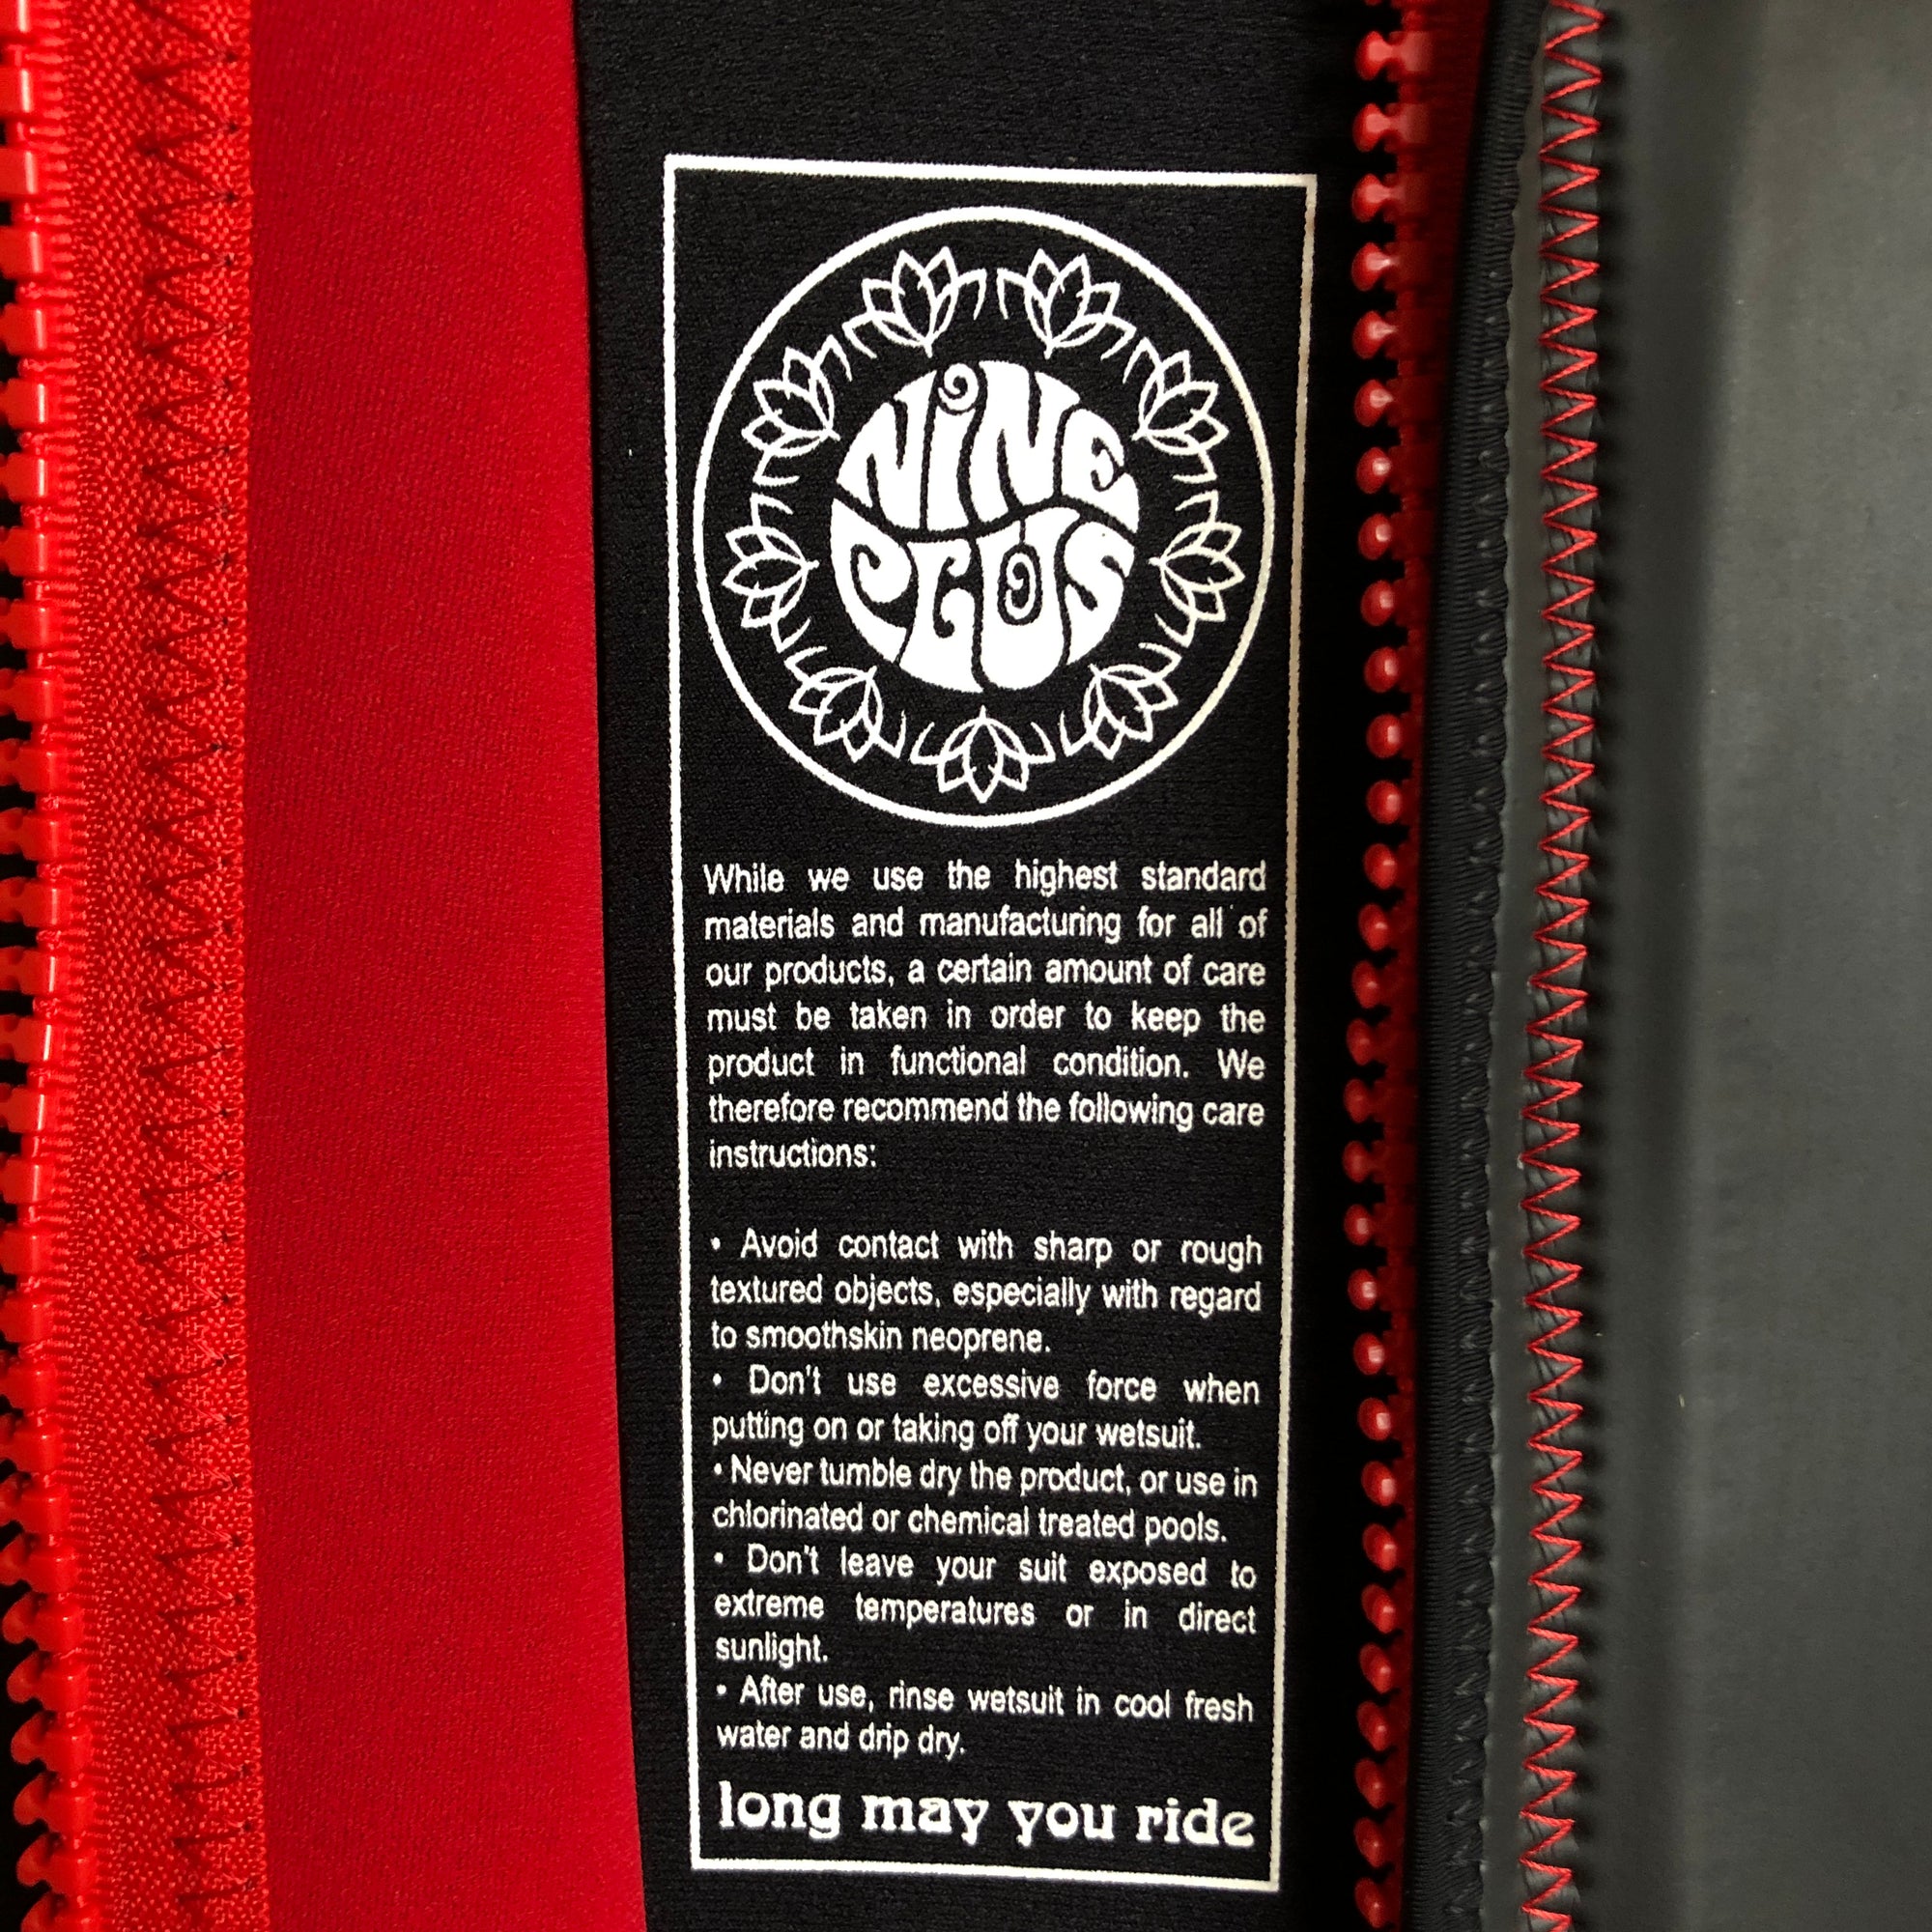 NiNE
PLUS
While we use the highest standard
materials and manufacturing for all of
our products, a certain amount of care
must be taken in order to keep the
product in functional condition. We
therefore recommend the following care
instructions:
• Avoid contact with sharp or rough
textured objects, especially with regard
to smoothskin neoprene.
• Don't use excessive force when
putting on or taking off your wetsuit.
• Never tumble dry the product, or use in
chlorinated or chemical treated pools.
• Don't leave your suit exposed to
extreme temperatures or in direct
sunlight.
• After use, rinse wetsuit in cool fresh
water and drip dry.
long may you ride